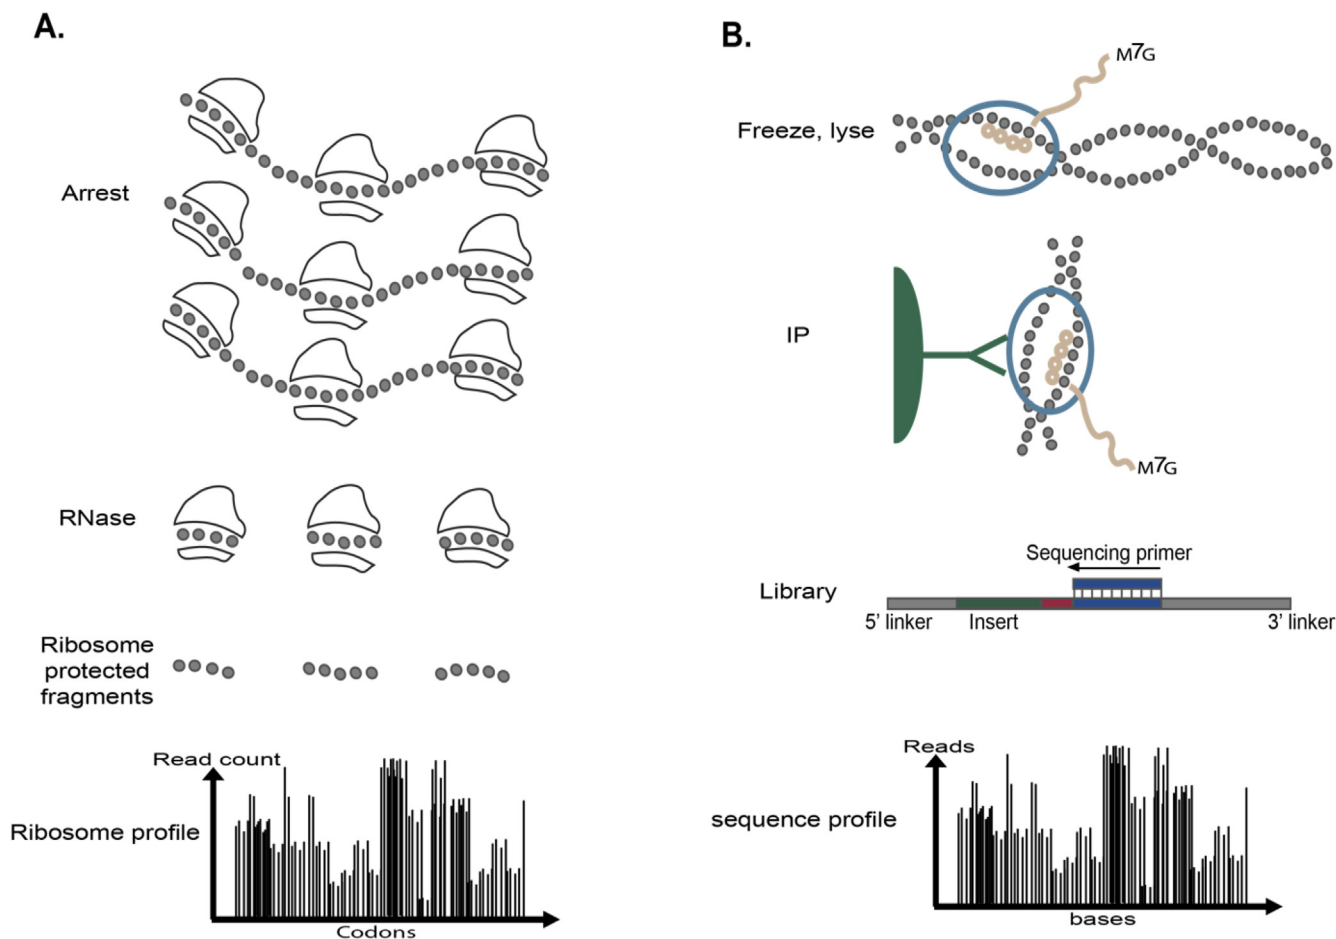 A.
Arrest
RNase
Ribosome
protected
fragments
Read count
Ribosome profile
Codons
B.
M7G
Freeze, lyse
IP
M7G
Sequencing primer
Library
5' linker
Insert
3' linker
Reads
sequence profile
bases